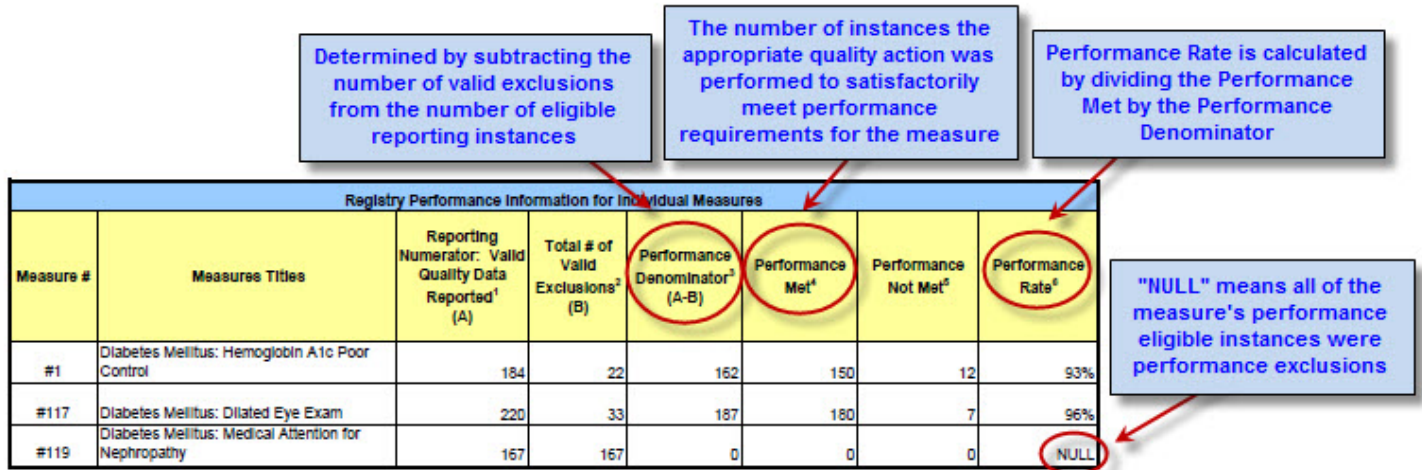 Determined by subtracting the
number of valid exclusions
from the number of eligible
reporting instances
The number of instances the
appropriate quality action was
performed to satisfactorily
meet performance
requirements for the measure
Performance Rate is calculated
by dividing the Performance
Met by the Performance
Denominator
Registry Performance Information for Individual Measures
Measure #
Measures Titles
Reporting
Numerator: Valid
Quality Data
Reported¹
(A)
Total # of
Valid
Exclusions²
(B)
Performance
Denominator³
(A-B)
Performance
Met⁴
Performance
Not Met⁵
Performance
Rate⁶
"NULL" means all of the
measure's performance
eligible instances were
performance exclusions
#1
Diabetes Mellitus: Hemoglobin A1c Poor
Control
184
22
162
150
12
93%
#117
Diabetes Mellitus: Dilated Eye Exam
220
33
187
180
7
96%
#119
Diabetes Mellitus: Medical Attention for
Nephropathy
167
167
0
0
0
NULL